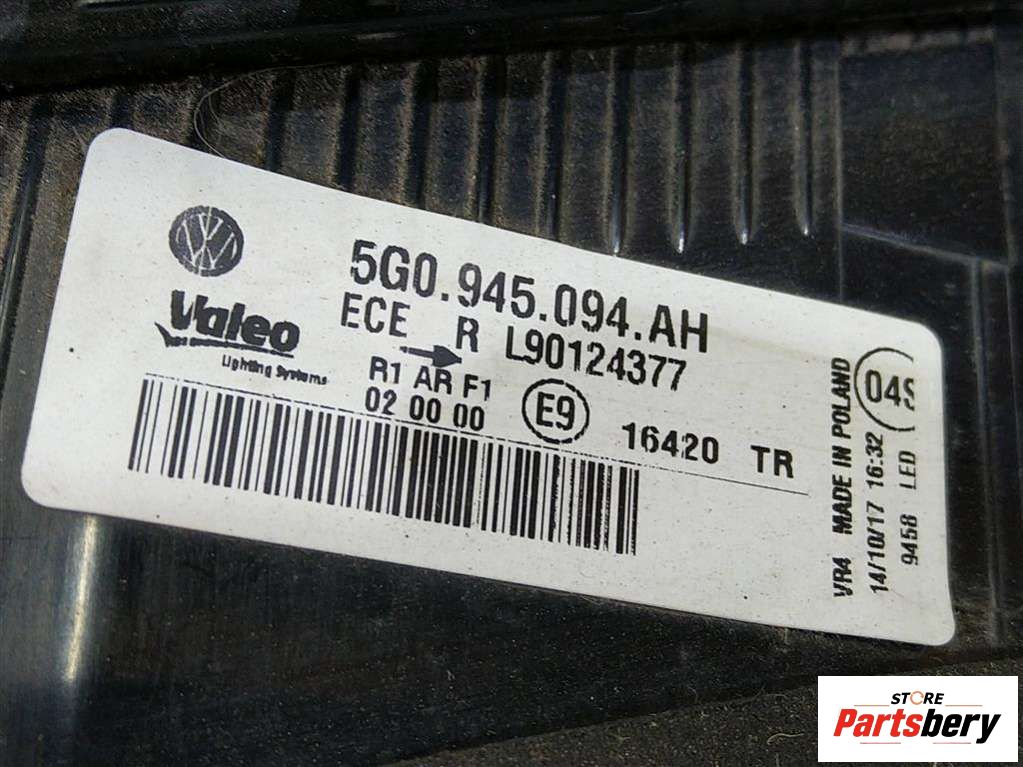 5G0.945.094.AH
Valeo
Lighting Systems
ECE R L90124377
R1 AR F1
02 00 00
E9
16420 TR
VR4 MADE IN POLAND
14/10/17 16:32
9458 LED
04S
STORE
Partsbery